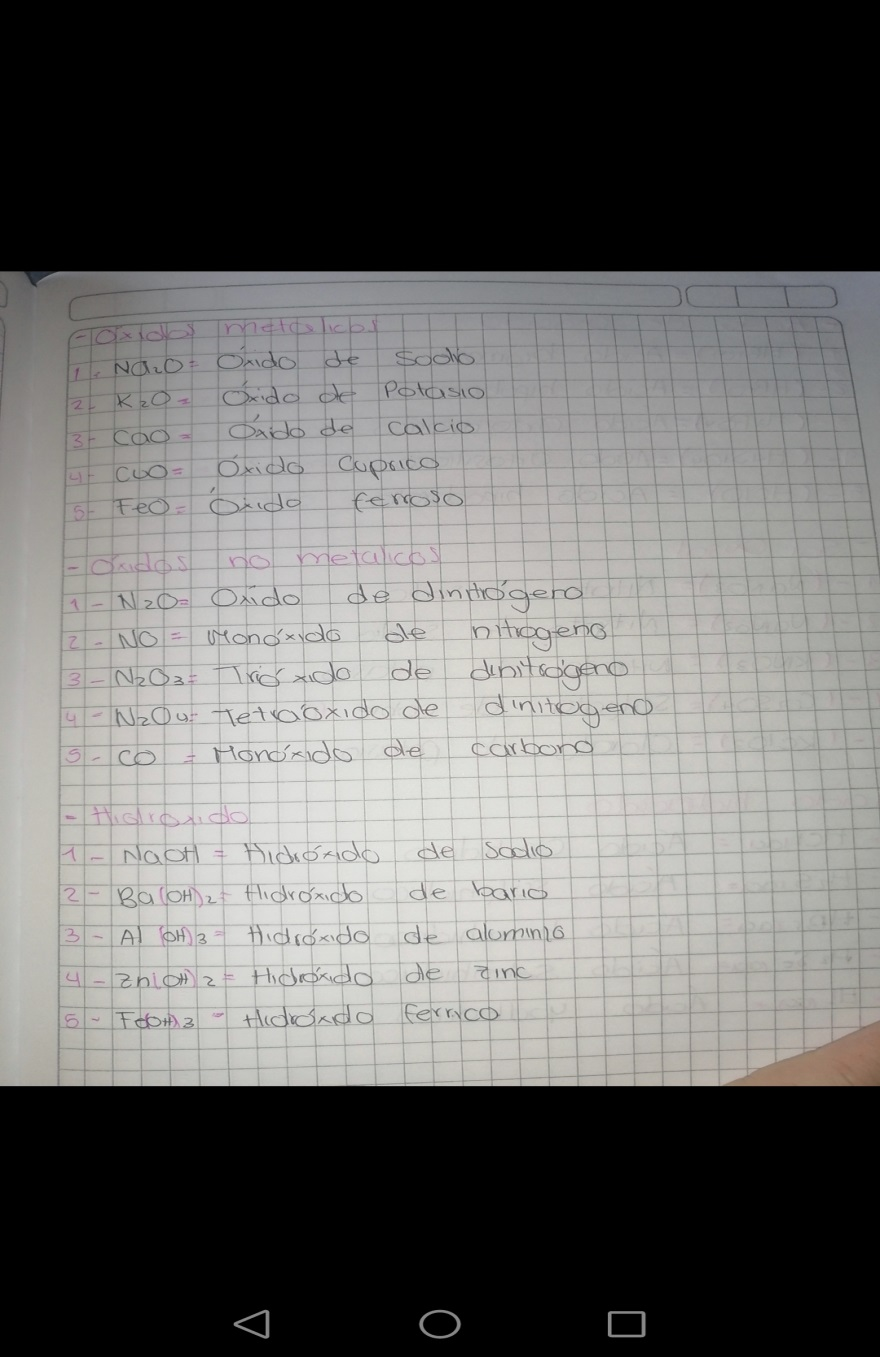 - Óxidos metalicos
1. Na2O = Óxido de sodio
2- K2O = Óxido de Potasio
3- CaO = Óxido de calcio
4- CuO = Óxido Cuprico
5- FeO = Óxido ferroso
- Óxidos no metalicos
1 - N2O = Oxido de dinitrógeno
2 - NO = Monóxido de nitrogeno
3 - N2O3 = Trióxido de dinitrógeno
4 - N2O4 = Tetraóxido de dinitrogeno
5 - CO = Monóxido de carbono
- Hidroxido
1 - NaOH = Hidróxido de sodio
2 - Ba(OH)2 = Hidróxido de bario
3 - Al (OH)3 = Hidróxido de aluminio
4 - Zn(OH)2 = Hidróxido de zinc
5 - Fe(OH)3 = Hidróxido ferrico